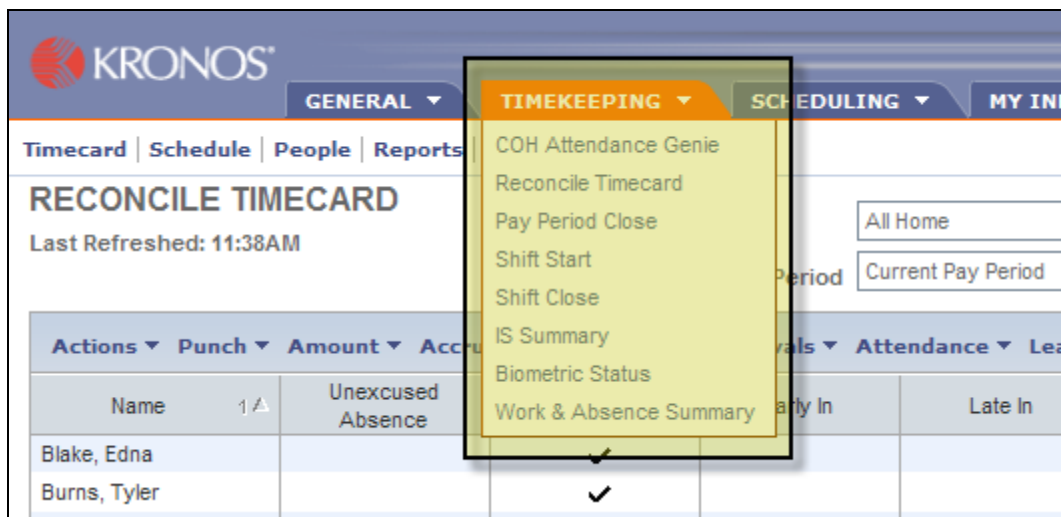 KRONOS®
GENERAL TIMEKEEPING SCHEDULING MY
Timecard | Schedule | People | Reports |
COH Attendance Genie
RECONCILE TIMECARD
Reconcile Timecard
Last Refreshed: 11:38AM
Pay Period Close
All Home
Shift Start
Period Current Pay Period
Shift Close
IS Summary
Actions Punch Amount Attendance
Biometric Status
Work & Absence Summary
Name 1 Unexcused Absence In Late In
Blake, Edna
Burns, Tyler